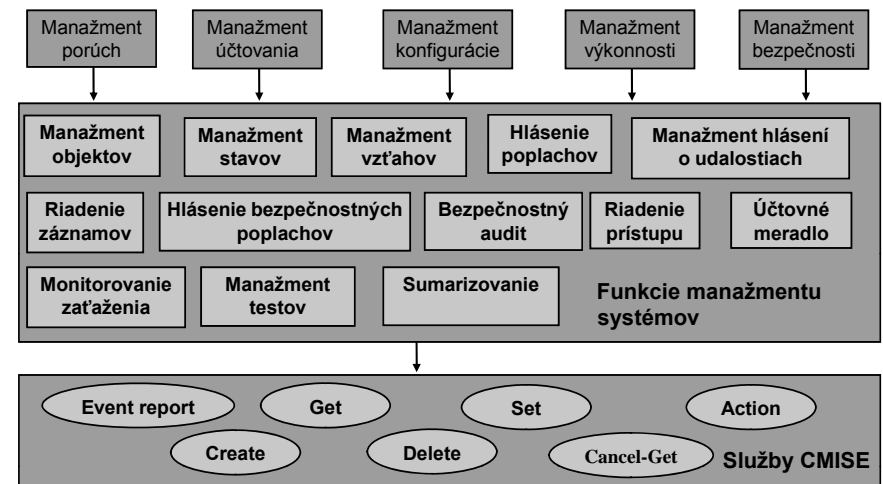 Manažment
porúch
Manažment
účtovania
Manažment
konfigurácie
Manažment
výkonnosti
Manažment
bezpečnosti
Manažment
objektov
Manažment
stavov
Manažment
vzťahov
Hlásenie
poplachov
Manažment hlásení
o udalostiach
Riadenie
záznamov
Hlásenie bezpečnostných
poplachov
Bezpečnostný
audit
Riadenie
prístupu
Účtovné
meradlo
Monitorovanie
zaťaženia
Manažment
testov
Sumarizovanie
Funkcie manažmentu
systémov
Event report
Get
Set
Action
Create
Delete
Cancel-Get
Služby CMISE